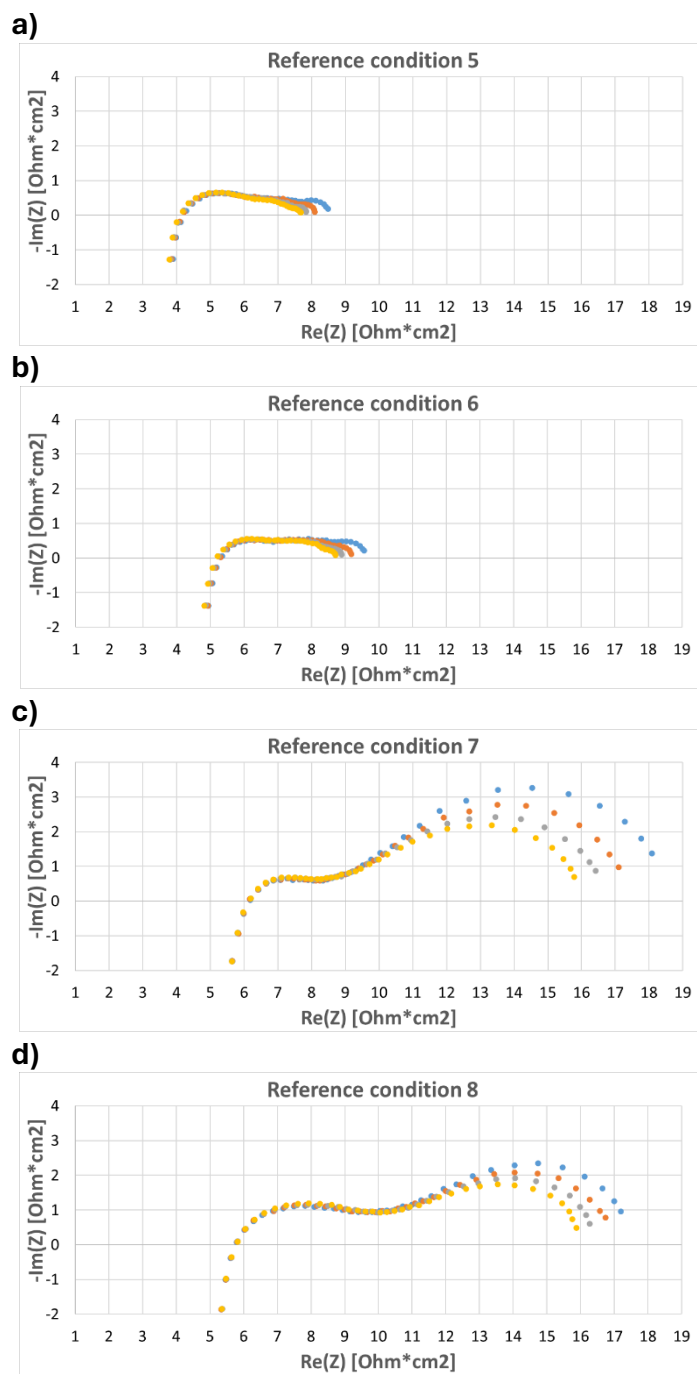 a)
Reference condition 5
-Im(Z) [Ohm*cm2]
4
3
2
1
0
-1
-2
1 2 3 4 5 6 7 8 9 10 11 12 13 14 15 16 17 18 19
Re(Z) [Ohm*cm2]
b)
Reference condition 6
-Im(Z) [Ohm*cm2]
4
3
2
1
0
-1
-2
1 2 3 4 5 6 7 8 9 10 11 12 13 14 15 16 17 18 19
Re(Z) [Ohm*cm2]
c)
Reference condition 7
-Im(Z) [Ohm*cm2]
4
3
2
1
0
-1
-2
1 2 3 4 5 6 7 8 9 10 11 12 13 14 15 16 17 18 19
Re(Z) [Ohm*cm2]
d)
Reference condition 8
-Im(Z) [Ohm*cm2]
4
3
2
1
0
-1
-2
1 2 3 4 5 6 7 8 9 10 11 12 13 14 15 16 17 18 19
Re(Z) [Ohm*cm2]